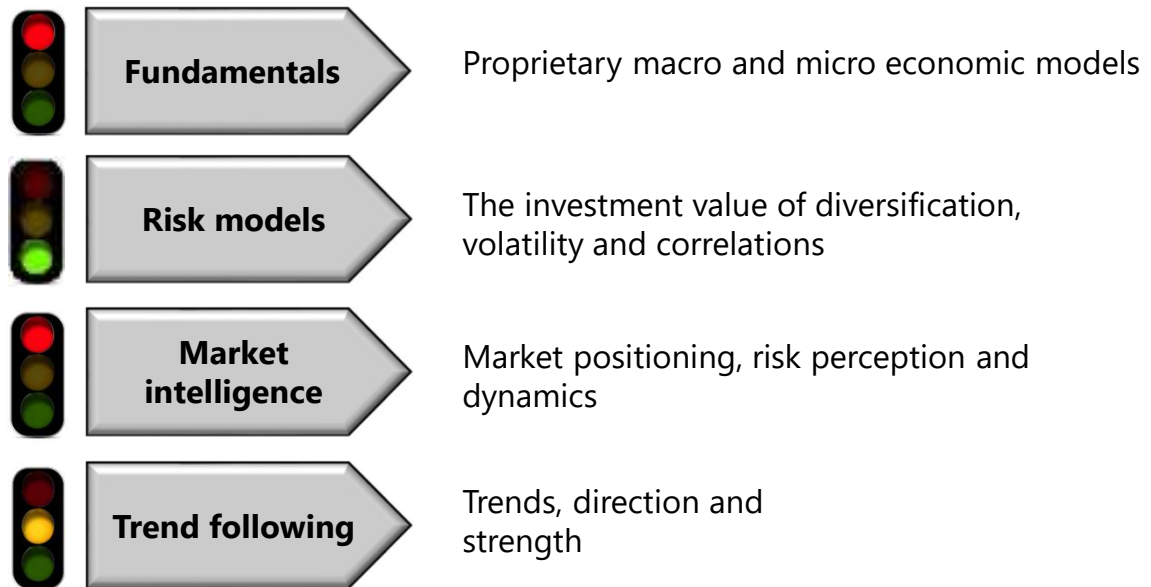 Fundamentals
Proprietary macro and micro economic models
Risk models
The investment value of diversification,
volatility and correlations
Market
intelligence
Market positioning, risk perception and
dynamics
Trend following
Trends, direction and
strength